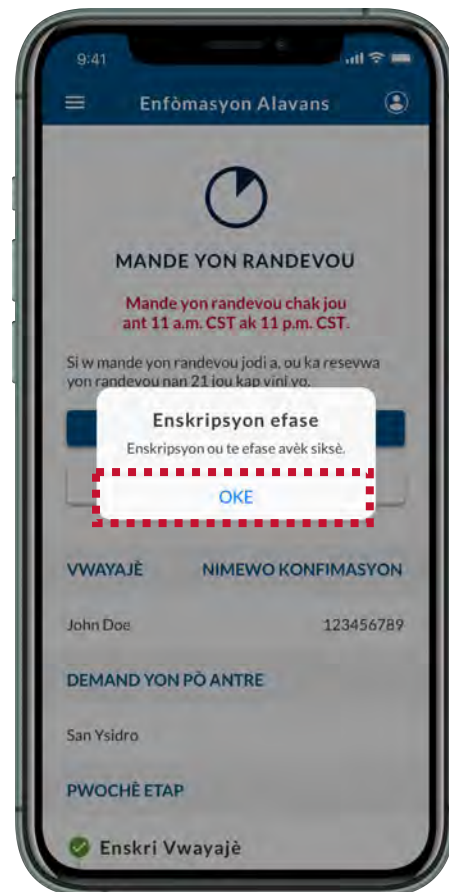 9:41
Enfòmasyon Alavans
MANDE YON RANDEVOU
Mande yon randevou chak jou
ant 11 a.m. CST ak 11 p.m. CST.
Si w mande yon randevou jodi a, ou ka resevwa
yon randevou nan 21 jou kap vini yo.
Enskripsyon efase
Enskripsyon ou te efase avèk siksè.
OKE
VWAYAJÈ NIMEWO KONFIMASYON
John Doe 123456789
DEMAND YON PÒ ANTRE
San Ysidro
PWOCHÈ ETAP
Enskri Vwayajè